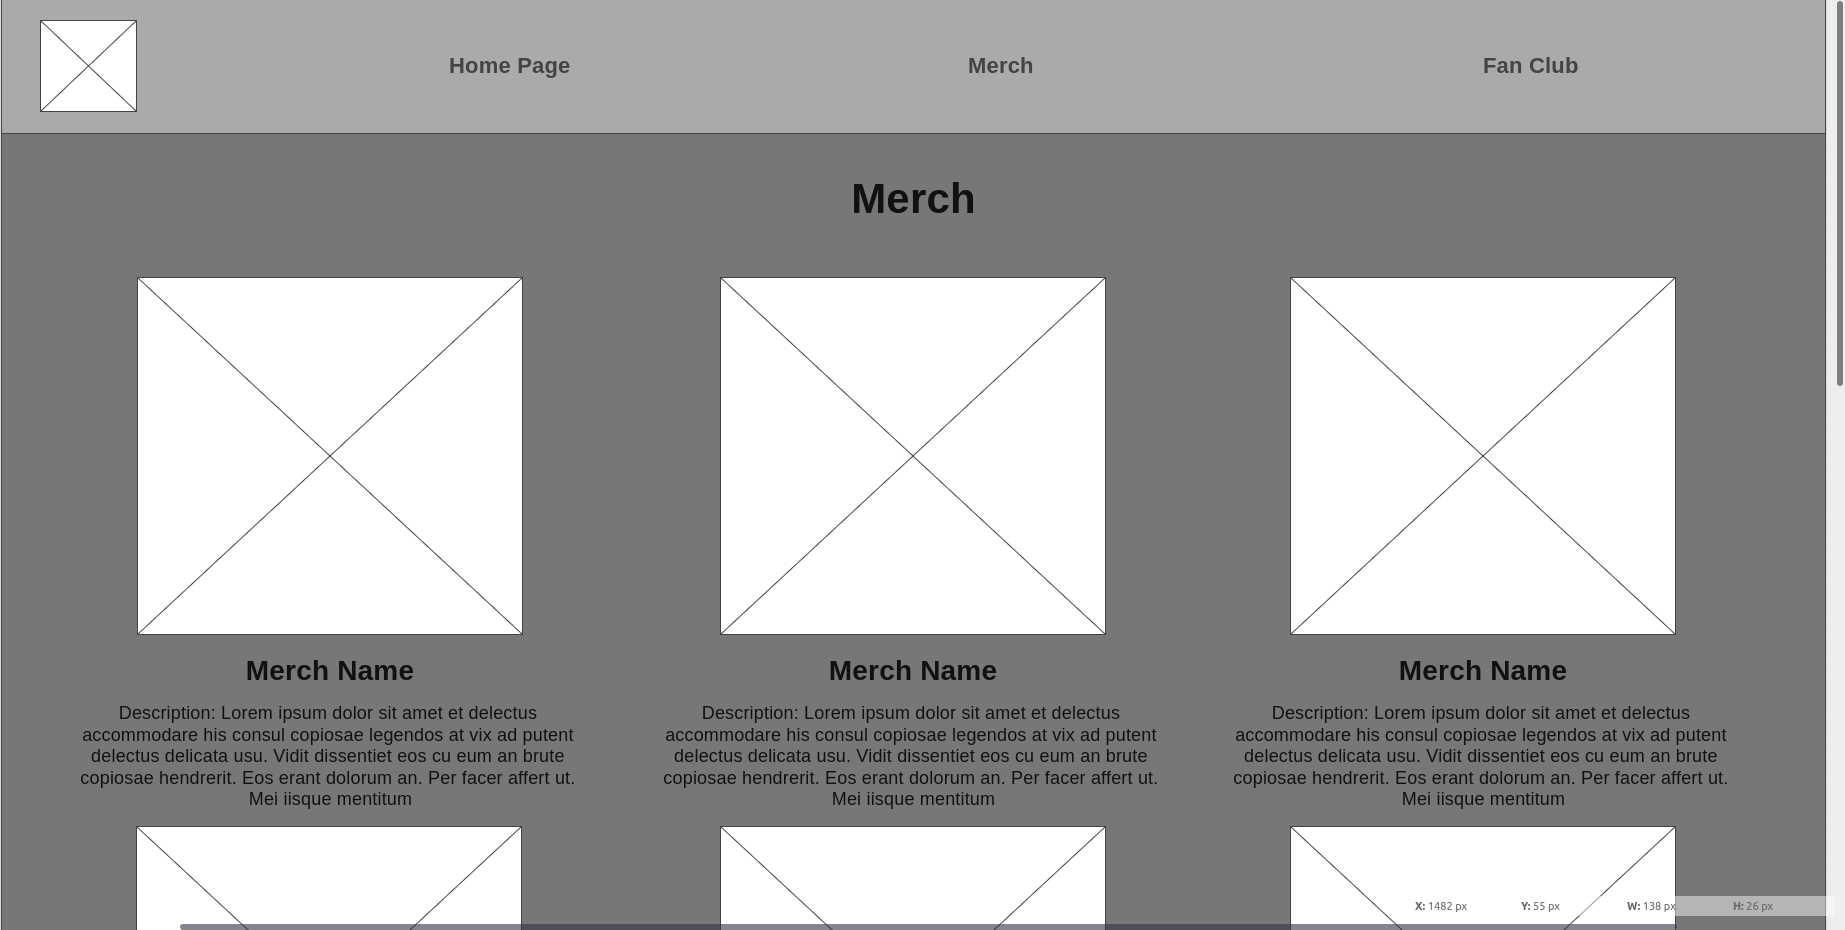 Home Page
Merch
Fan Club
Merch
Merch Name
Description: Lorem ipsum dolor sit amet et delectus
accommodare his consul copiosae legendos at vix ad putent
delectus delicata usu. Vidit dissentiet eos cu eum an brute
copiosae hendrerit. Eos erant dolorum an. Per facer affert ut.
Mei iisque mentitum
Merch Name
Description: Lorem ipsum dolor sit amet et delectus
accommodare his consul copiosae legendos at vix ad putent
delectus delicata usu. Vidit dissentiet eos cu eum an brute
copiosae hendrerit. Eos erant dolorum an. Per facer affert ut.
Mei iisque mentitum
Merch Name
Description: Lorem ipsum dolor sit amet et delectus
accommodare his consul copiosae legendos at vix ad putent
delectus delicata usu. Vidit dissentiet eos cu eum an brute
copiosae hendrerit. Eos erant dolorum an. Per facer affert ut.
Mei iisque mentitum
X: 1482 px Y: 55 px W: 138 px H: 26 px